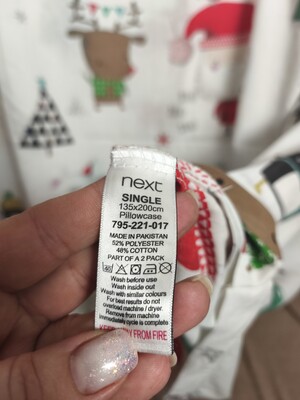 next
SINGLE
135x200cm
Pillowcase
795-221-017
MADE IN PAKISTAN
52% POLYESTER
48% COTTON
PART OF A 2 PACK
Wash before use
Wash inside out
Wash with similar colours
For best results do not
overload machine / dryer.
Remove from machine
immediately cycle is complete
KEEP AWAY FROM FIRE